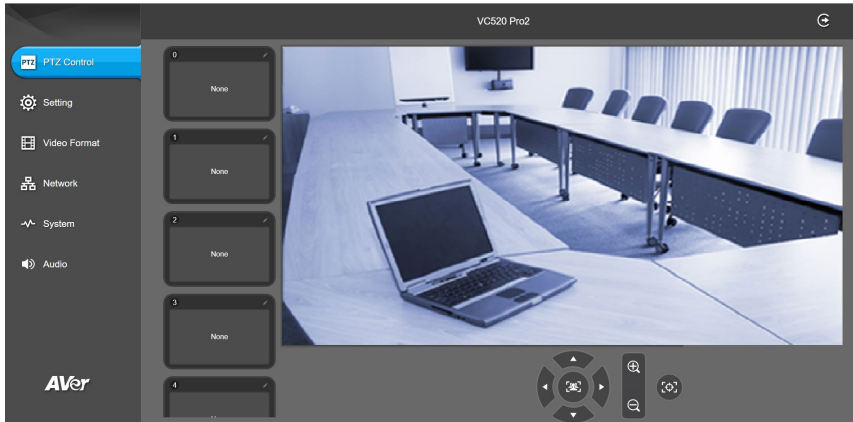 VC520 Pro2
PTZ PTZ Control
Setting
Video Format
Network
System
Audio
AVer
0
None
1
None
2
None
3
None
4